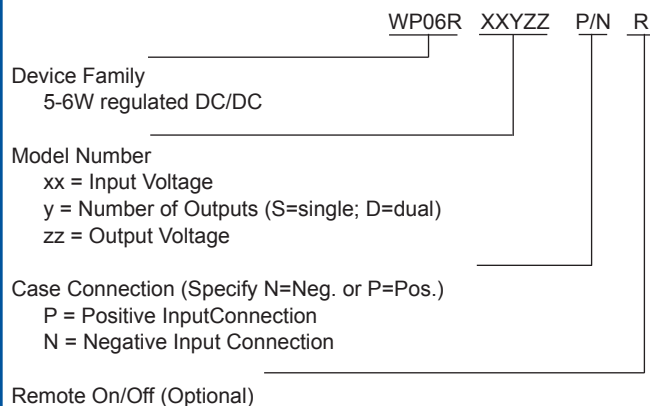 WP06R XXYZZ P/N R
Device Family
5-6W regulated DC/DC
Model Number
xx = Input Voltage
y = Number of Outputs (S=single; D=dual)
zz = Output Voltage
Case Connection (Specify N=Neg. or P=Pos.)
P = Positive InputConnection
N = Negative Input Connection
Remote On/Off (Optional)